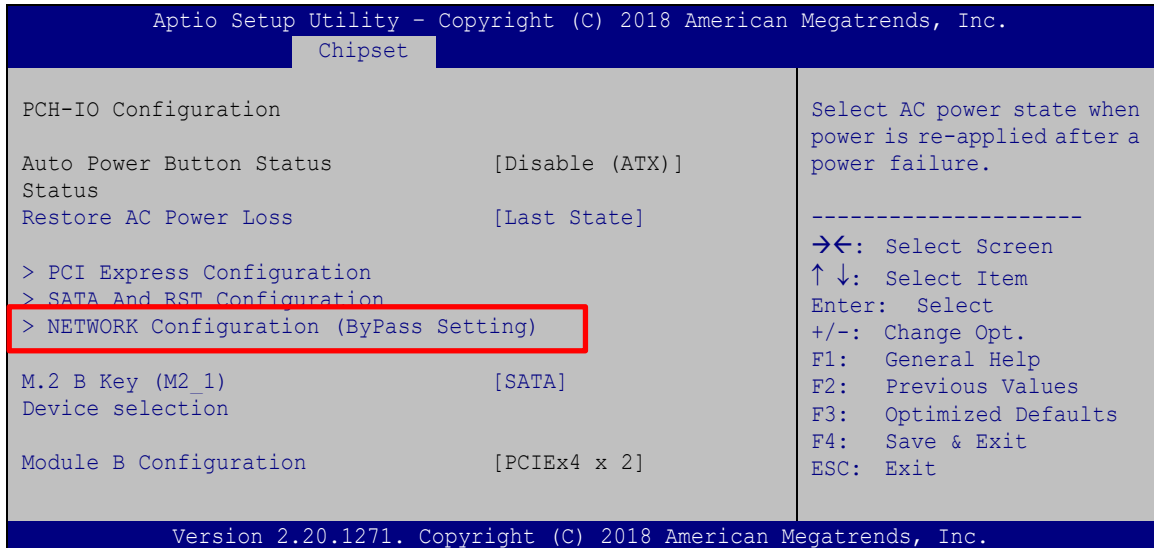 Aptio Setup Utility – Copyright (C) 2018 American Megatrends, Inc.
Chipset
PCH-IO Configuration
Auto Power Button Status [Disable (ATX)]
Status
Restore AC Power Loss [Last State]
> PCI Express Configuration
> SATA And RST Configuration
> NETWORK Configuration (ByPass Setting)
M.2 B Key (M2_1) [SATA]
Device selection
Module B Configuration [PCIEx4 x 2]
Select AC power state when
power is re-applied after a
power failure.
---------------------
→←: Select Screen
↑ ↓: Select Item
Enter: Select
+/-: Change Opt.
F1: General Help
F2: Previous Values
F3: Optimized Defaults
F4: Save & Exit
ESC: Exit
Version 2.20.1271. Copyright (C) 2018 American Megatrends, Inc.